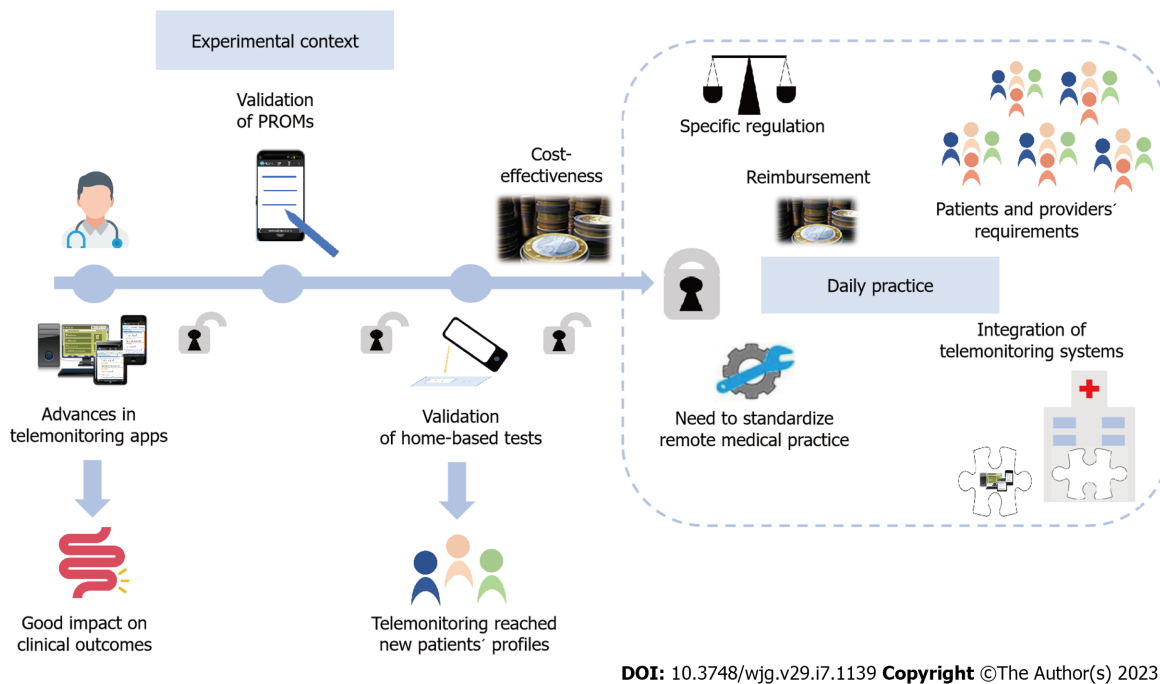 Experimental context
Validation
of PROMs
Cost-
effectiveness
Specific regulation
Reimbursement
Patients and providers´
requirements
Daily practice
Integration of
telemonitoring systems
Advances in
telemonitoring apps
Validation
of home-based tests
Need to standardize
remote medical practice
Good impact on
clinical outcomes
Telemonitoring reached
new patients´ profiles
DOI: 10.3748/wjg.v29.i7.1139 Copyright ©The Author(s) 2023